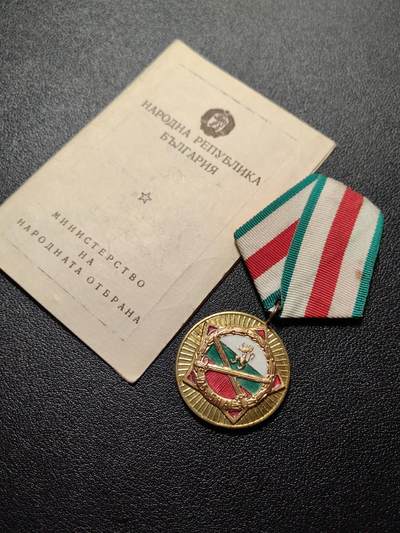 НАРОДНА РЕПУБЛИКА
БЪЛГАРИЯ
МИНИСТЕРСТВО
НА
НАРОДНАТА ОТБРАНА